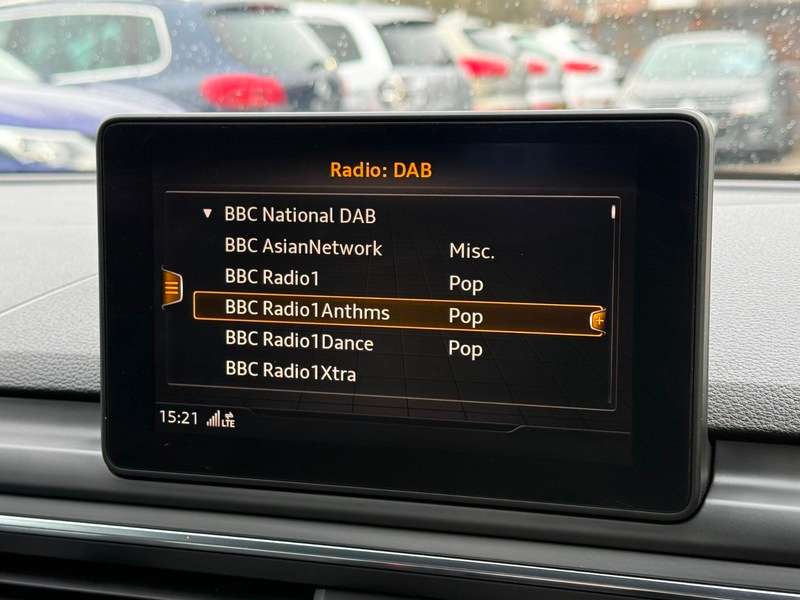 Radio: DAB
▼ BBC National DAB
BBC AsianNetwork Misc.
BBC Radio1 Pop
BBC Radio1Anthms Pop
BBC Radio1Dance Pop
BBC Radio1Xtra
15:21 LTE